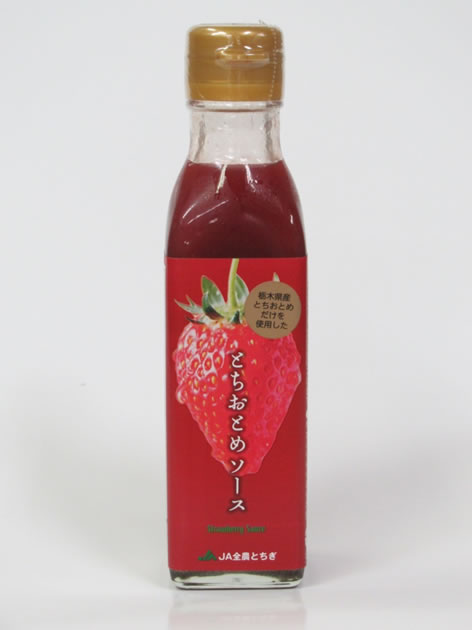 栃木県産
とちおとめ
だけを
使用した
とちおとめソース
Strawberry Sauce
JA全農とちぎ